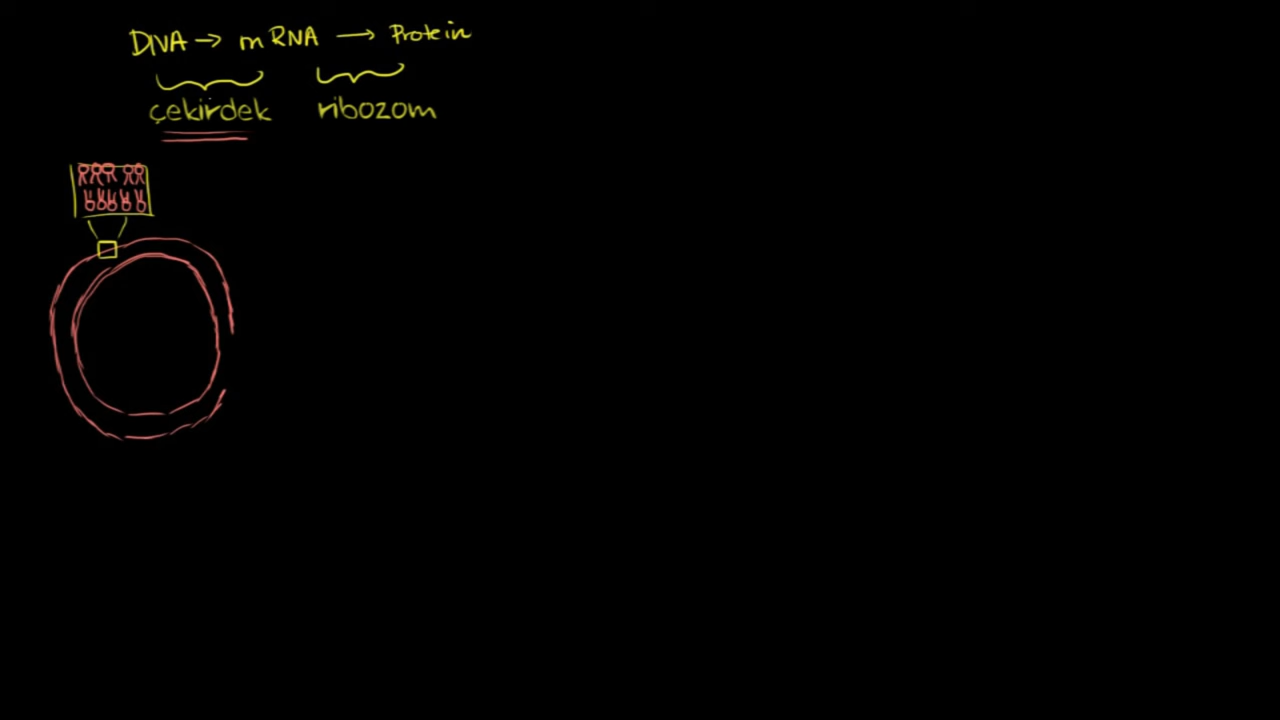 DNA → mRNA → Protein
çekirdek ribozom